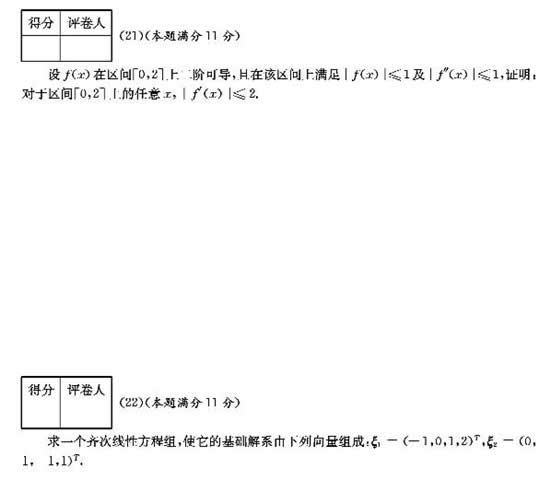 得分 评卷人
(21)(本题满分11分)
设 f(x) 在区间[0,2]上二阶可导,且在该区间上满足 | f(x) |≤1及 | f″(x) |≤1,证明:
对于区间[0,2]上的任意 x, | f′(x) |≤2.
得分 评卷人
(22)(本题满分11分)
求一个齐次线性方程组,使它的基础解系由下列向量组成:ξ₁ = (−1,0,1,2)ᵀ,ξ₂ = (0,
1, 1,1)ᵀ.